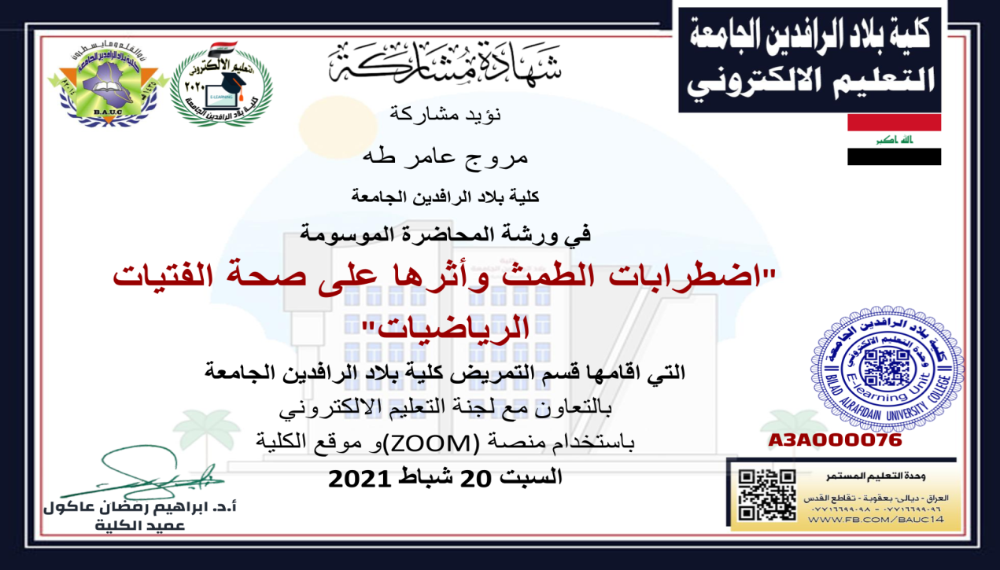 كلية بلاد الرافدين الجامعة
التعليم الالكتروني
الله اكبر
كلية بلاد الرافدين الجامعة
B.A.U.C
التعليم الالكتروني
٢٠٢٠
E-LEARNING
كلية بلاد الرافدين الجامعة
شهادة مشاركة
نؤيد مشاركة
مروج عامر طه
كلية بلاد الرافدين الجامعة
في ورشة المحاضرة الموسومة
"اضطرابات الطمث وأثرها على صحة الفتيات
الرياضيات"
التي اقامها قسم التمريض كلية بلاد الرافدين الجامعة
بالتعاون مع لجنة التعليم الالكتروني
باستخدام منصة (ZOOM)و موقع الكلية
السبت 20 شباط 2021
كلية بلاد الرافدين الجامعة
وحدة التعليم الالكتروني
E-learning Unit
BILAD ALRAFIDAIN UNIVERSITY COLLEGE
A3A000076
أ.د. ابراهيم رمضان عاكول
عميد الكلية
وحدة التعليم المستمر
العراق - ديالى- بعقوبة - تقاطع القدس
٠٧٧١٦٦٩٩٠٩٨ - ٠٧٧١٦٦٩٩٠٩٦
WWW.FB.COM/BAUC14